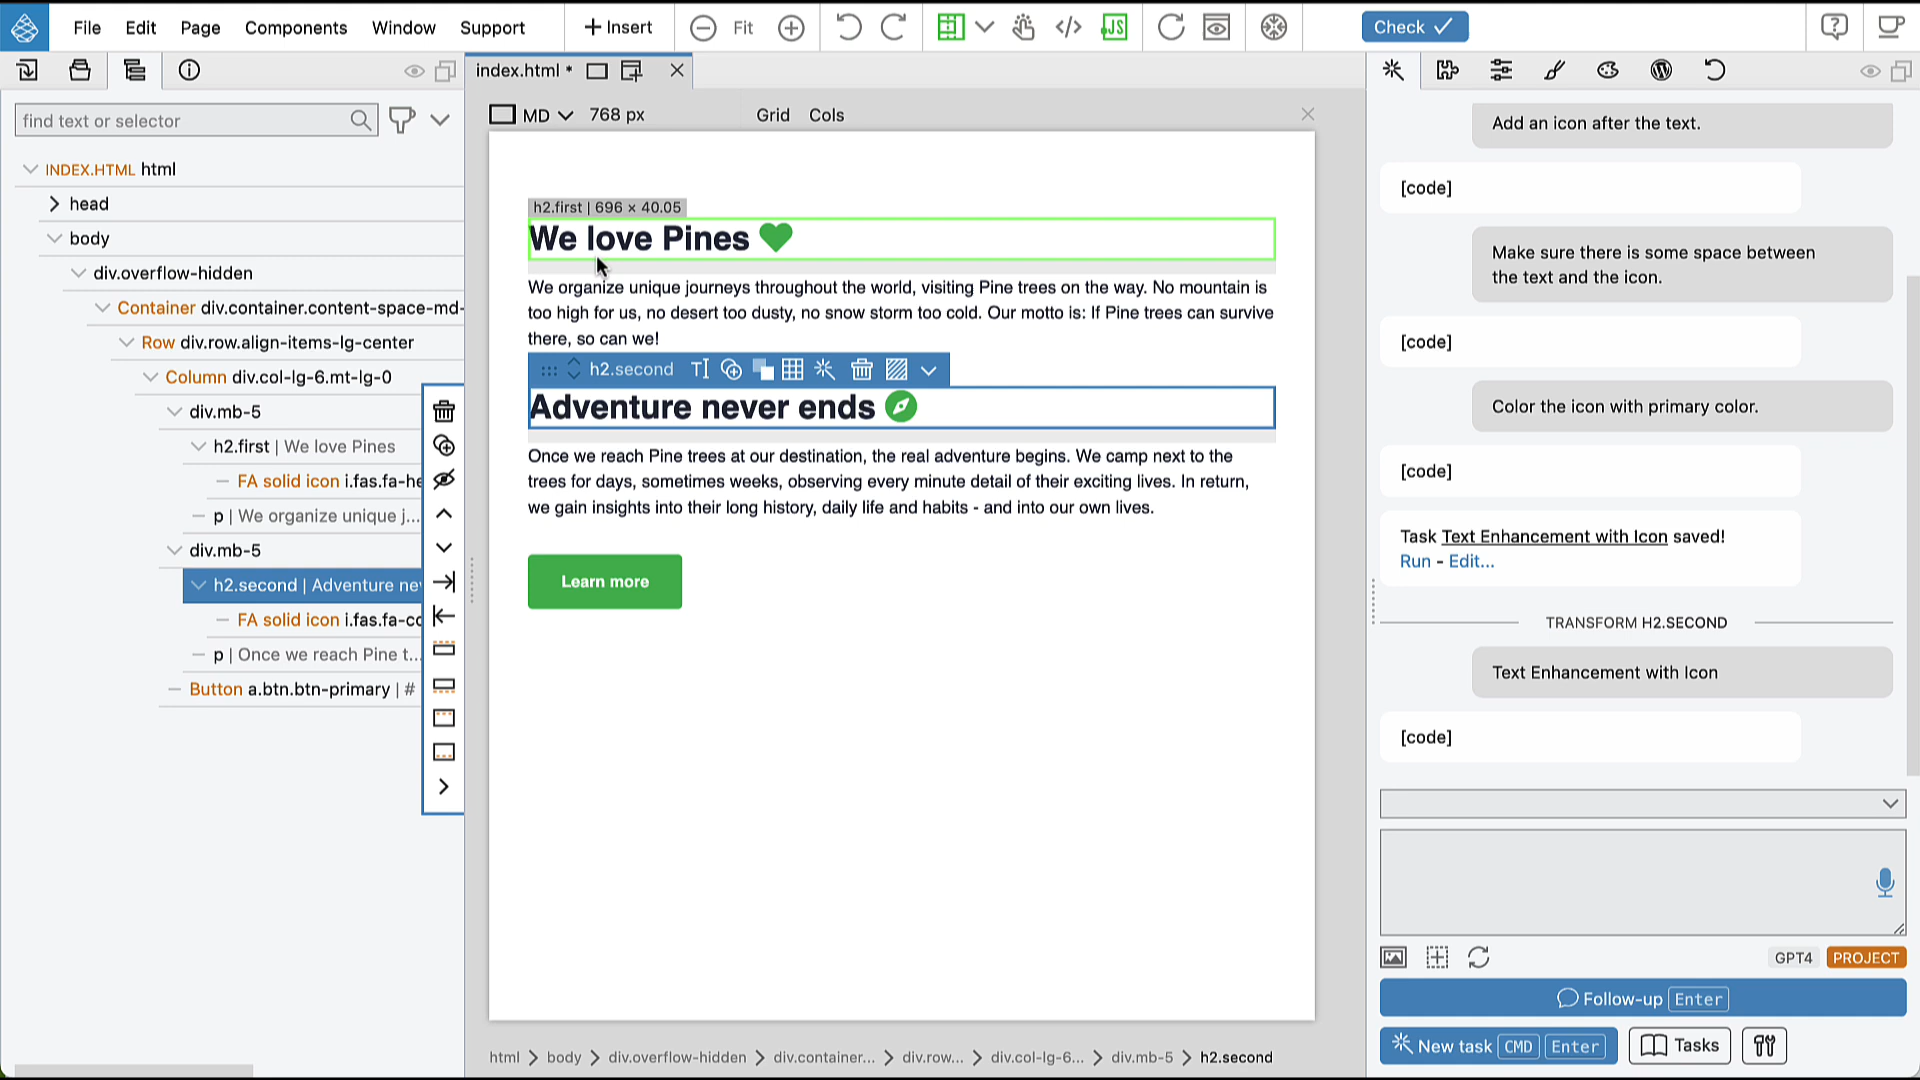 File Edit Page Components Window Support + Insert Fit JS Check
index.html *
MD 768 px Grid Cols
find text or selector
INDEX.HTML html
head
body
div.overflow-hidden
Container div.container.content-space-md-
Row div.row.align-items-lg-center
Column div.col-lg-6.mt-lg-0
div.mb-5
h2.first | We love Pines
FA solid icon i.fas.fa-he
p | We organize unique j...
div.mb-5
h2.second | Adventure ne
FA solid icon i.fas.fa-co
p | Once we reach Pine t...
Button a.btn.btn-primary | #
h2.first | 696 × 40.05
We love Pines
We organize unique journeys throughout the world, visiting Pine trees on the way. No mountain is
too high for us, no desert too dusty, no snow storm too cold. Our motto is: If Pine trees can survive
there, so can we!
h2.second
Adventure never ends
Once we reach Pine trees at our destination, the real adventure begins. We camp next to the
trees for days, sometimes weeks, observing every minute detail of their exciting lives. In return,
we gain insights into their long history, daily life and habits - and into our own lives.
Learn more
html body div.overflow-hidden div.container... div.row... div.col-lg-6... div.mb-5 h2.second
Add an icon after the text.
[code]
Make sure there is some space between
the text and the icon.
[code]
Color the icon with primary color.
[code]
Task Text Enhancement with Icon saved!
Run - Edit...
TRANSFORM H2.SECOND
Text Enhancement with Icon
[code]
GPT4 PROJECT
Follow-up Enter
New task CMD Enter Tasks